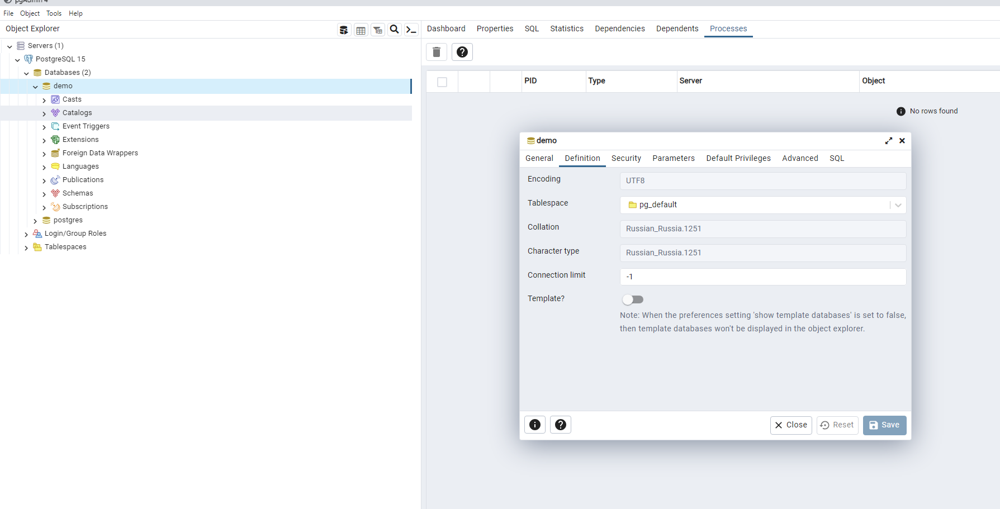 pgAdmin 4
File Object Tools Help
Object Explorer
Dashboard Properties SQL Statistics Dependencies Dependents Processes
Servers (1)
PostgreSQL 15
Databases (2)
demo
Casts
Catalogs
Event Triggers
Extensions
Foreign Data Wrappers
Languages
Publications
Schemas
Subscriptions
postgres
Login/Group Roles
Tablespaces
PID Type Server Object
No rows found
demo
General Definition Security Parameters Default Privileges Advanced SQL
Encoding UTF8
Tablespace pg_default
Collation Russian_Russia.1251
Character type Russian_Russia.1251
Connection limit -1
Template?
Note: When the preferences setting 'show template databases' is set to false,
then template databases won't be displayed in the object explorer.
Close Reset Save